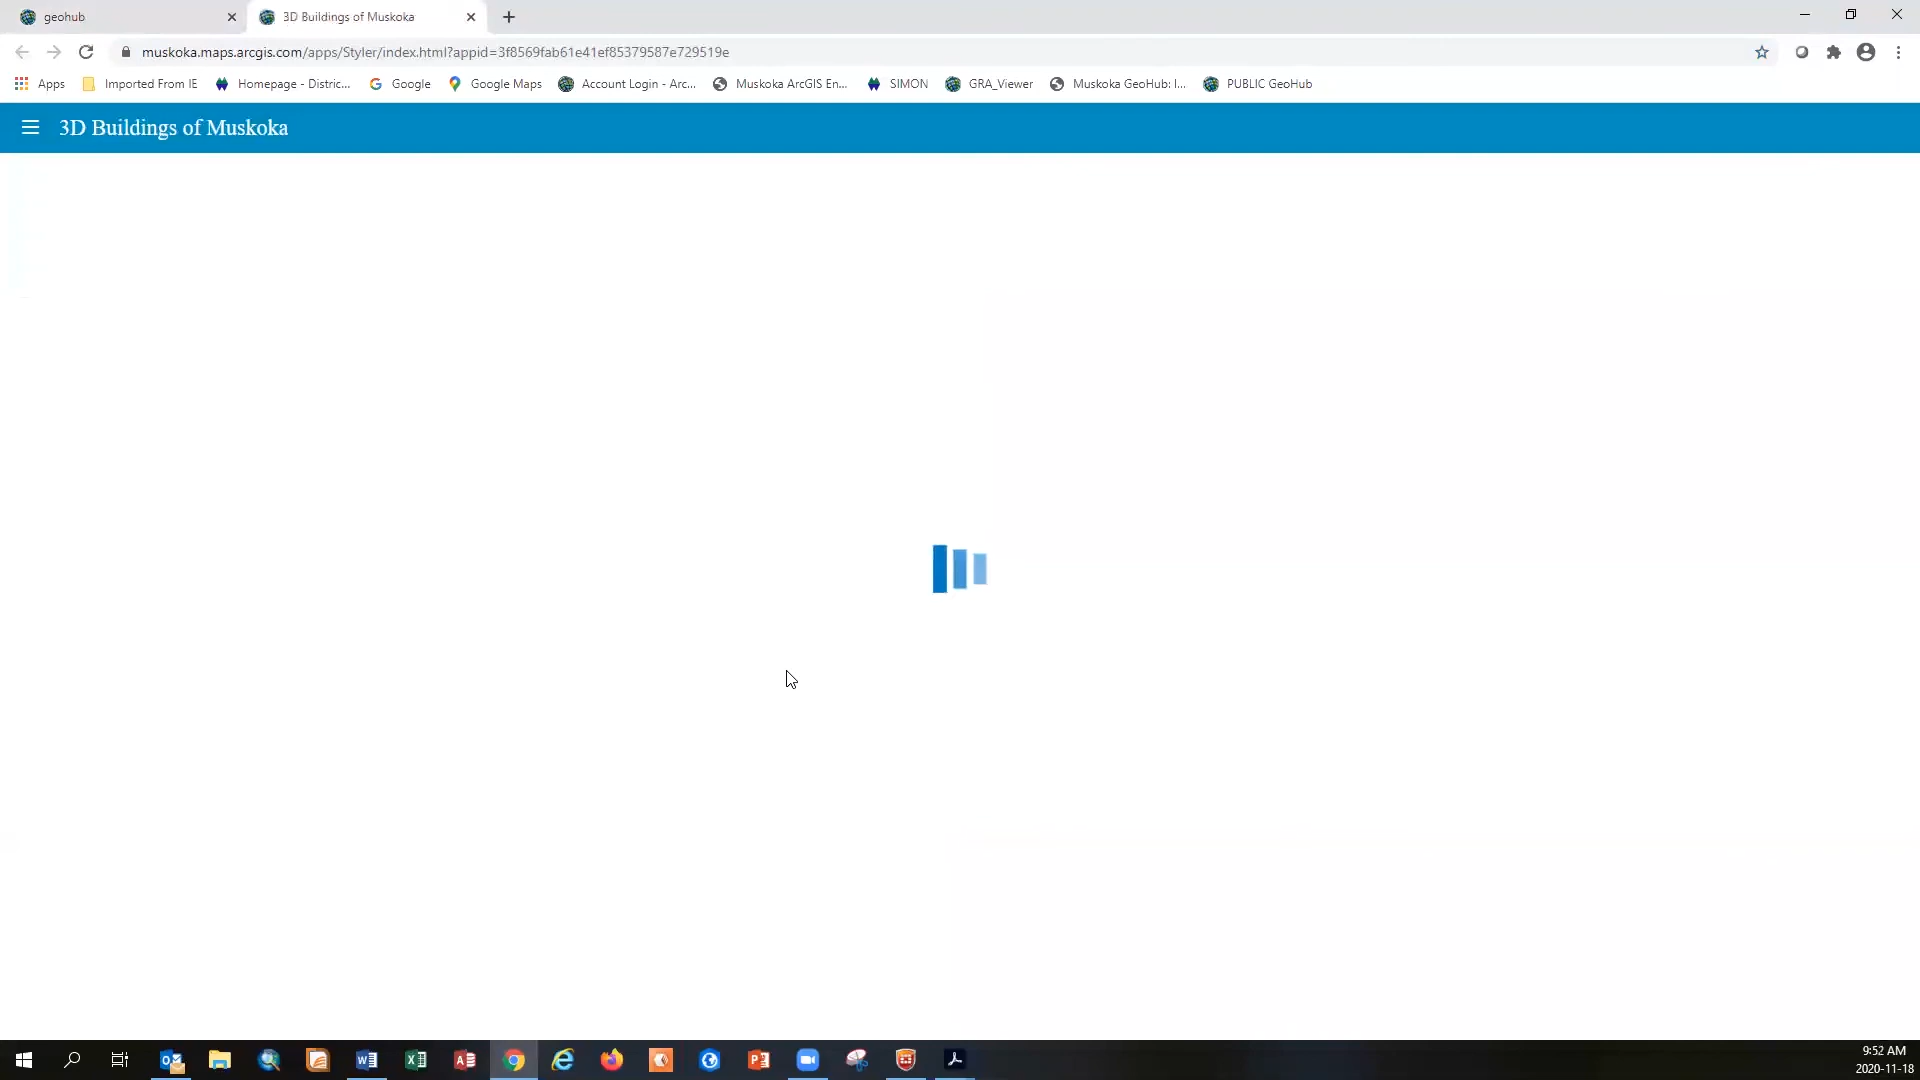 geohub
3D Buildings of Muskoka
muskoka.maps.arcgis.com/apps/Styler/index.html?appid=3f8569fab61e41ef85379587e729519e
Apps Imported From IE Homepage - Distric... Google Google Maps Account Login - Arc... Muskoka ArcGIS En... SIMON GRA_Viewer Muskoka GeoHub: I... PUBLIC GeoHub
3D Buildings of Muskoka
9:52 AM
2020-11-18